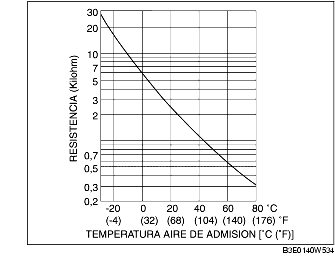 30
20
10
7
5
3
2
0,7
0,5
0,3
0,2
RESISTENCIA (Kilohm)
-20 0 20 40 60 80 °C
(-4) (32) (68) (104) (140) (176) °F
TEMPERATURA AIRE DE ADMISION [°C (°F)]
B3E0140W534